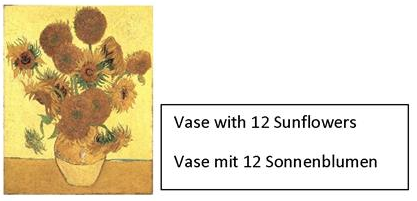 Vase with 12 Sunflowers
Vase mit 12 Sonnenblumen